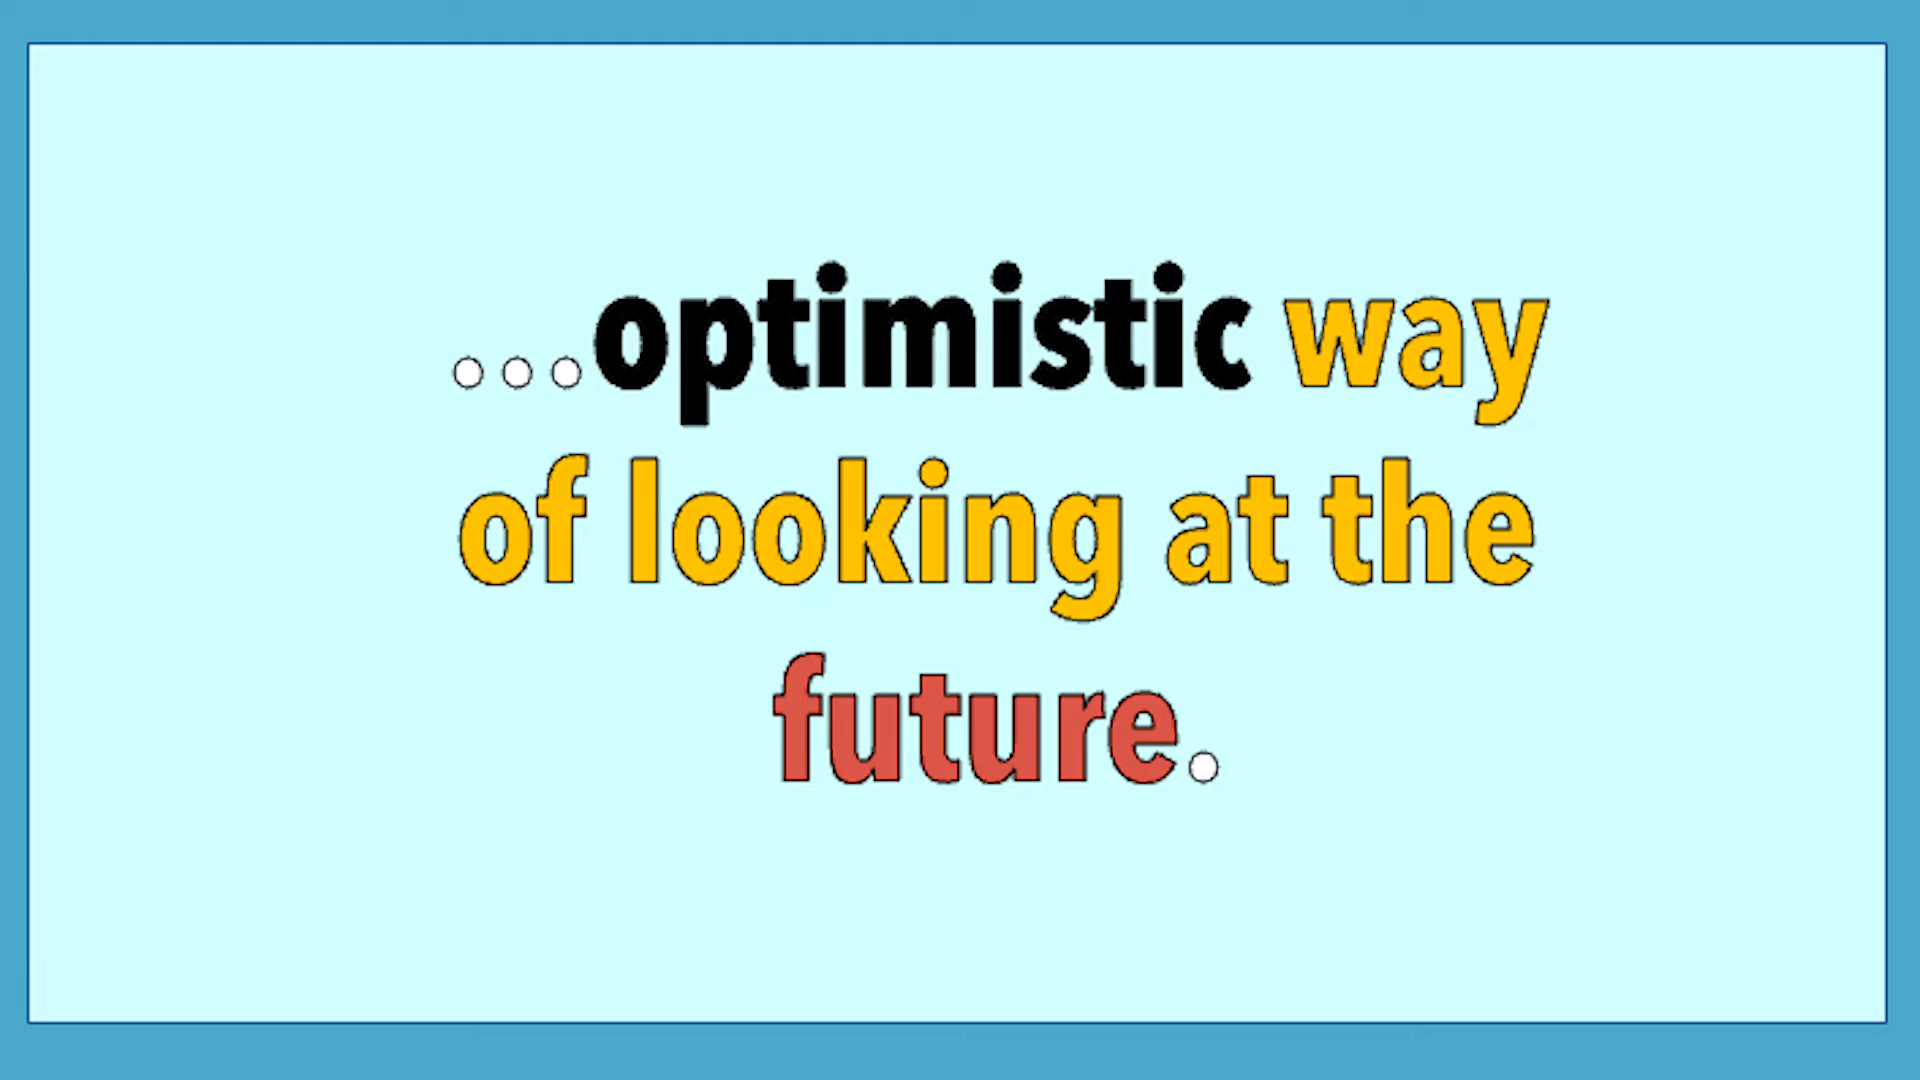 ...optimistic way
of looking at the
future.